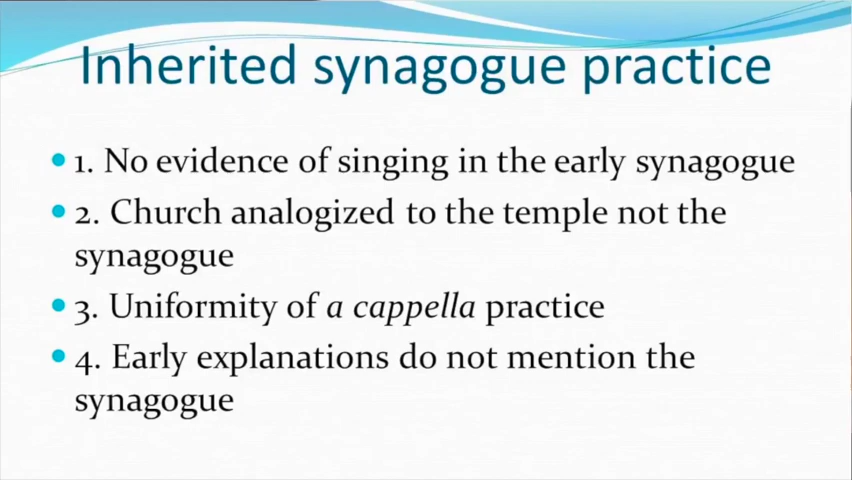 Inherited synagogue practice
1. No evidence of singing in the early synagogue
2. Church analogized to the temple not the
synagogue
3. Uniformity of a cappella practice
4. Early explanations do not mention the
synagogue